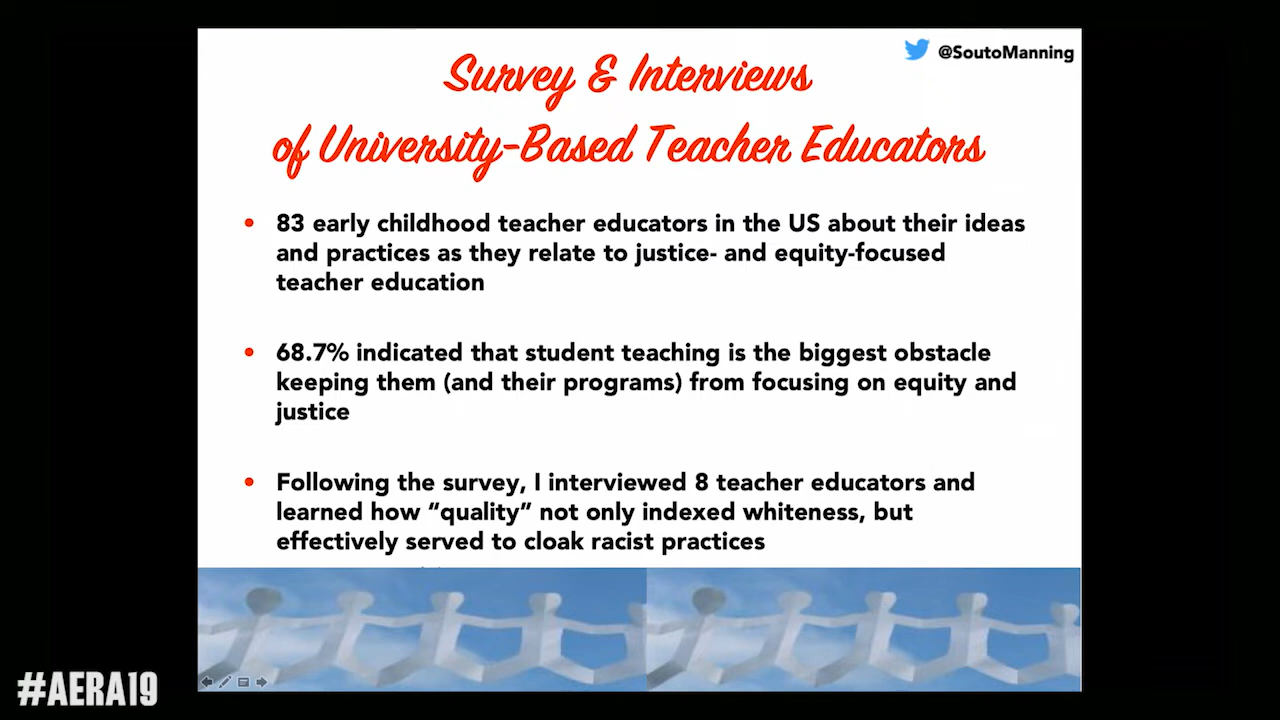 @SoutoManning
Survey & Interviews
of University-Based Teacher Educators
• 83 early childhood teacher educators in the US about their ideas
and practices as they relate to justice- and equity-focused
teacher education
• 68.7% indicated that student teaching is the biggest obstacle
keeping them (and their programs) from focusing on equity and
justice
• Following the survey, I interviewed 8 teacher educators and
learned how “quality” not only indexed whiteness, but
effectively served to cloak racist practices
#AERA19